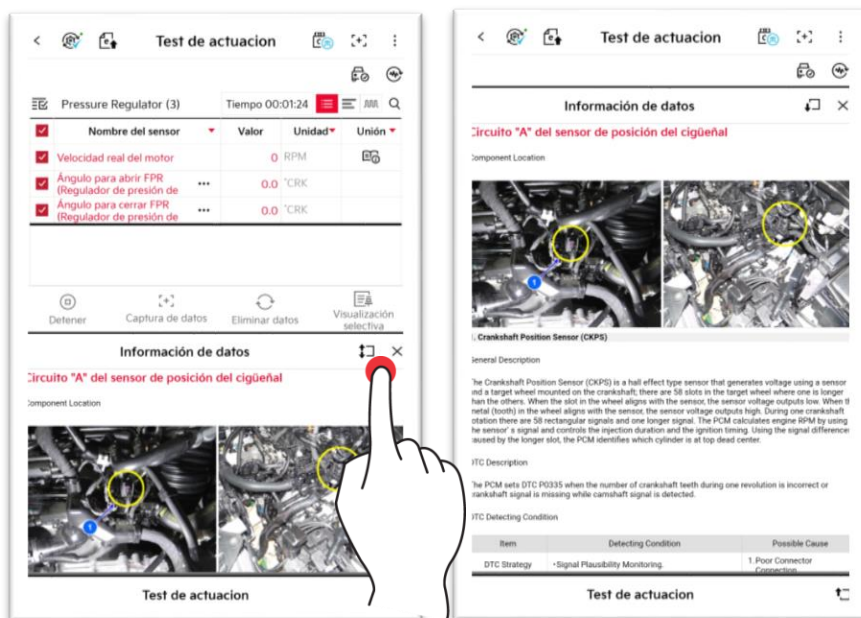 Test de actuacion
Pressure Regulator (3)
Tiempo 00:01:24
Nombre del sensor
Valor
Unidad
Unión
Velocidad real del motor
0
RPM
Ángulo para abrir FPR
(Regulador de presión de
...
0.0
°CRK
Ángulo para cerrar FPR
(Regulador de presión de
...
0.0
°CRK
Detener
Captura de datos
Eliminar datos
Visualización
selectiva
Información de datos
Circuito "A" del sensor de posición del cigüeñal
Component Location
1
Test de actuacion
Test de actuacion
Información de datos
Circuito "A" del sensor de posición del cigüeñal
Component Location
1
. Crankshaft Position Sensor (CKPS)
General Description
The Crankshaft Position Sensor (CKPS) is a hall effect type sensor that generates voltage using a sensor
and a target wheel mounted on the crankshaft; there are 58 slots in the target wheel where one is longer
than the others. When the slot in the wheel aligns with the sensor, the sensor voltage outputs low. When
metal (tooth) in the wheel aligns with the sensor, the sensor voltage outputs high. During one crankshaft
rotation there are 58 rectangular signals and one longer signal. The PCM calculates engine RPM by using
the sensor's signal and controls the injection duration and the ignition timing. Using the signal difference
caused by the longer slot, the PCM identifies which cylinder is at top dead center.
DTC Description
The PCM sets DTC P0335 when the number of crankshaft teeth during one revolution is incorrect or
crankshaft signal is missing while camshaft signal is detected.
DTC Detecting Condition
Item
Detecting Condition
Possible Cause
DTC Strategy
•Signal Plausibility Monitoring.
1.Poor Connector
Connection
Test de actuacion